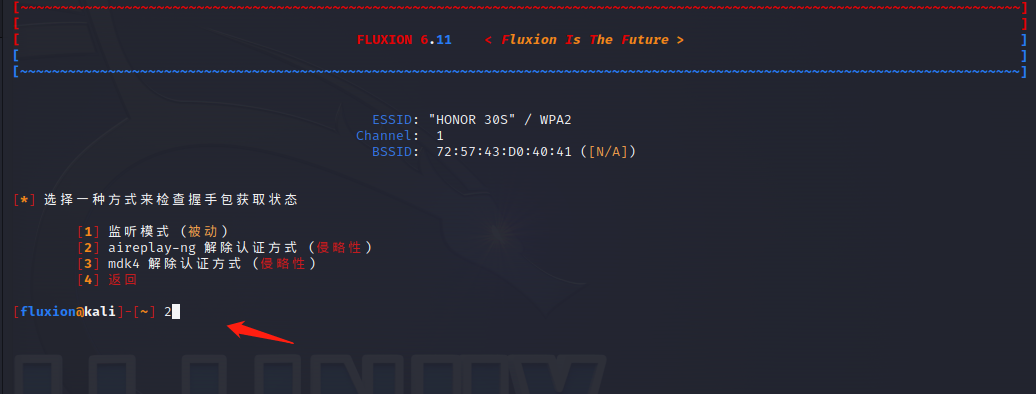 FLUXION 6.11 < Fluxion Is The Future >
ESSID: "HONOR 30S" / WPA2
Channel: 1
BSSID: 72:57:43:D0:40:41 ([N/A])
[*] 选择一种方式来检查握手包获取状态
[1] 监听模式 (被动)
[2] aireplay-ng 解除认证方式 (侵略性)
[3] mdk4 解除认证方式 (侵略性)
[4] 返回
[fluxion@kali]-[~] 2